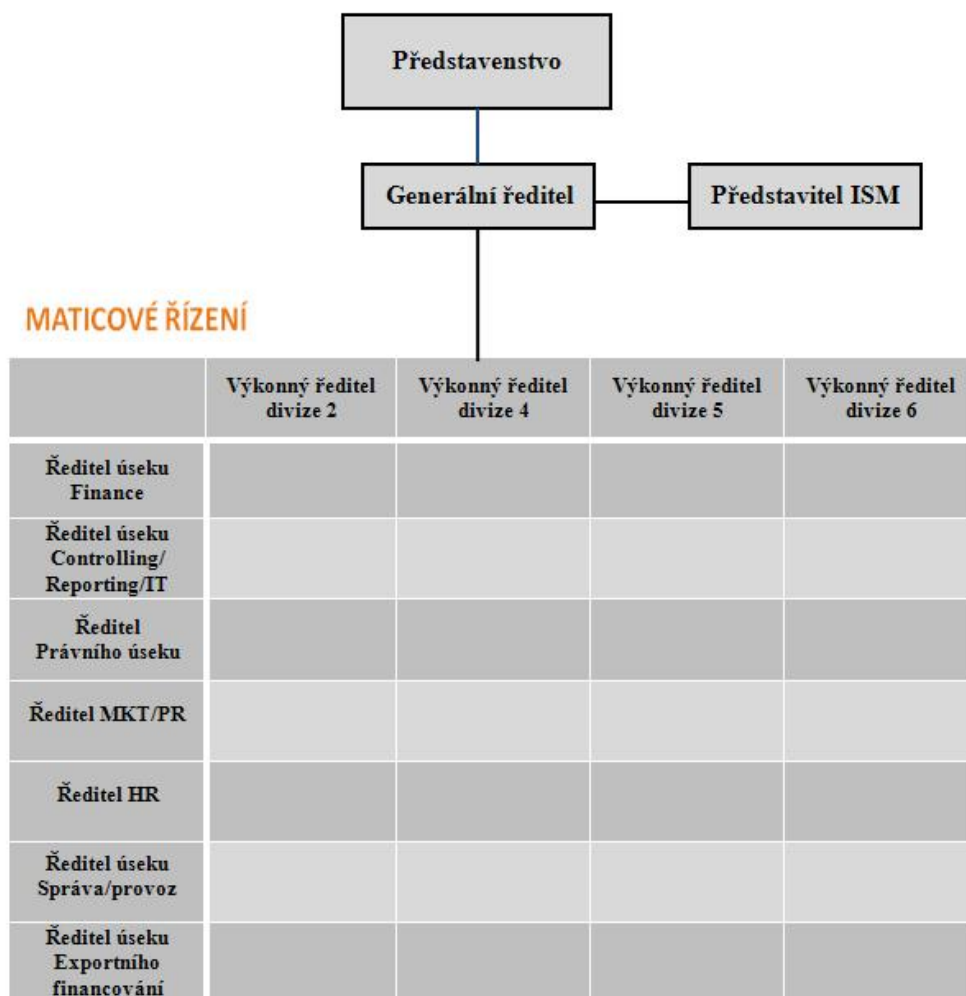 Představenstvo
Generální ředitel
Představitel ISM
MATICOVÉ ŘÍZENÍ
Výkonný ředitel
divize 2
Výkonný ředitel
divize 4
Výkonný ředitel
divize 5
Výkonný ředitel
divize 6
Ředitel úseku
Finance
Ředitel úseku
Controlling/
Reporting/IT
Ředitel
Právního úseku
Ředitel MKT/PR
Ředitel HR
Ředitel úseku
Správa/provoz
Ředitel úseku
Exportního
financování